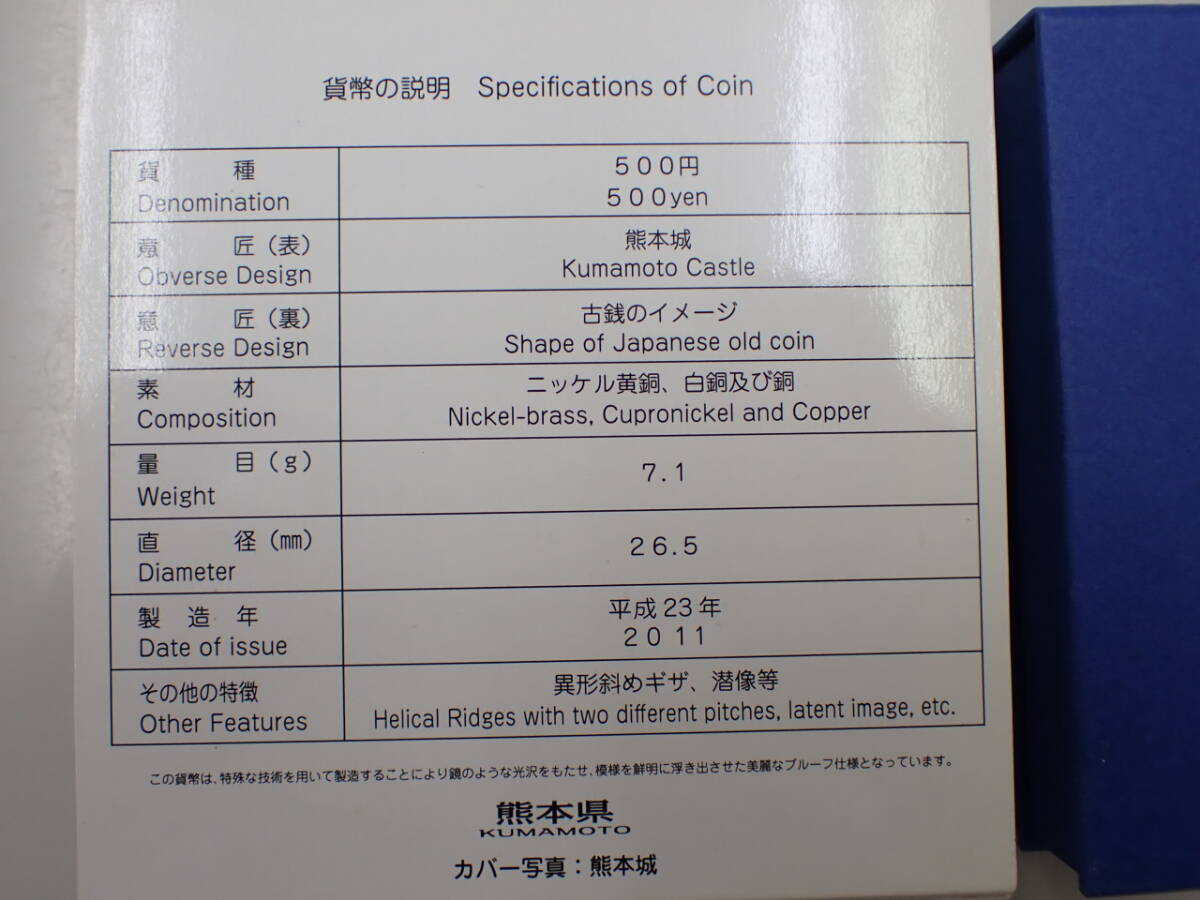 貨幣の説明 Specifications of Coin
貨 種
Denomination
500円
500yen
意 匠(表)
Obverse Design
熊本城
Kumamoto Castle
意 匠(裏)
Reverse Design
古銭のイメージ
Shape of Japanese old coin
素 材
Composition
ニッケル黄銅、白銅及び銅
Nickel-brass, Cupronickel and Copper
量 目(g)
Weight
7.1
直 径(㎜)
Diameter
26.5
製 造 年
Date of issue
平成23年
2011
その他の特徴
Other Features
異形斜めギザ、潜像等
Helical Ridges with two different pitches, latent image, etc.
この貨幣は、特殊な技術を用いて製造することにより鏡のような光沢をもたせ、模様を鮮明に浮き出させた美麗なプルーフ仕様となっています。
熊本県
KUMAMOTO
カバー写真：熊本城